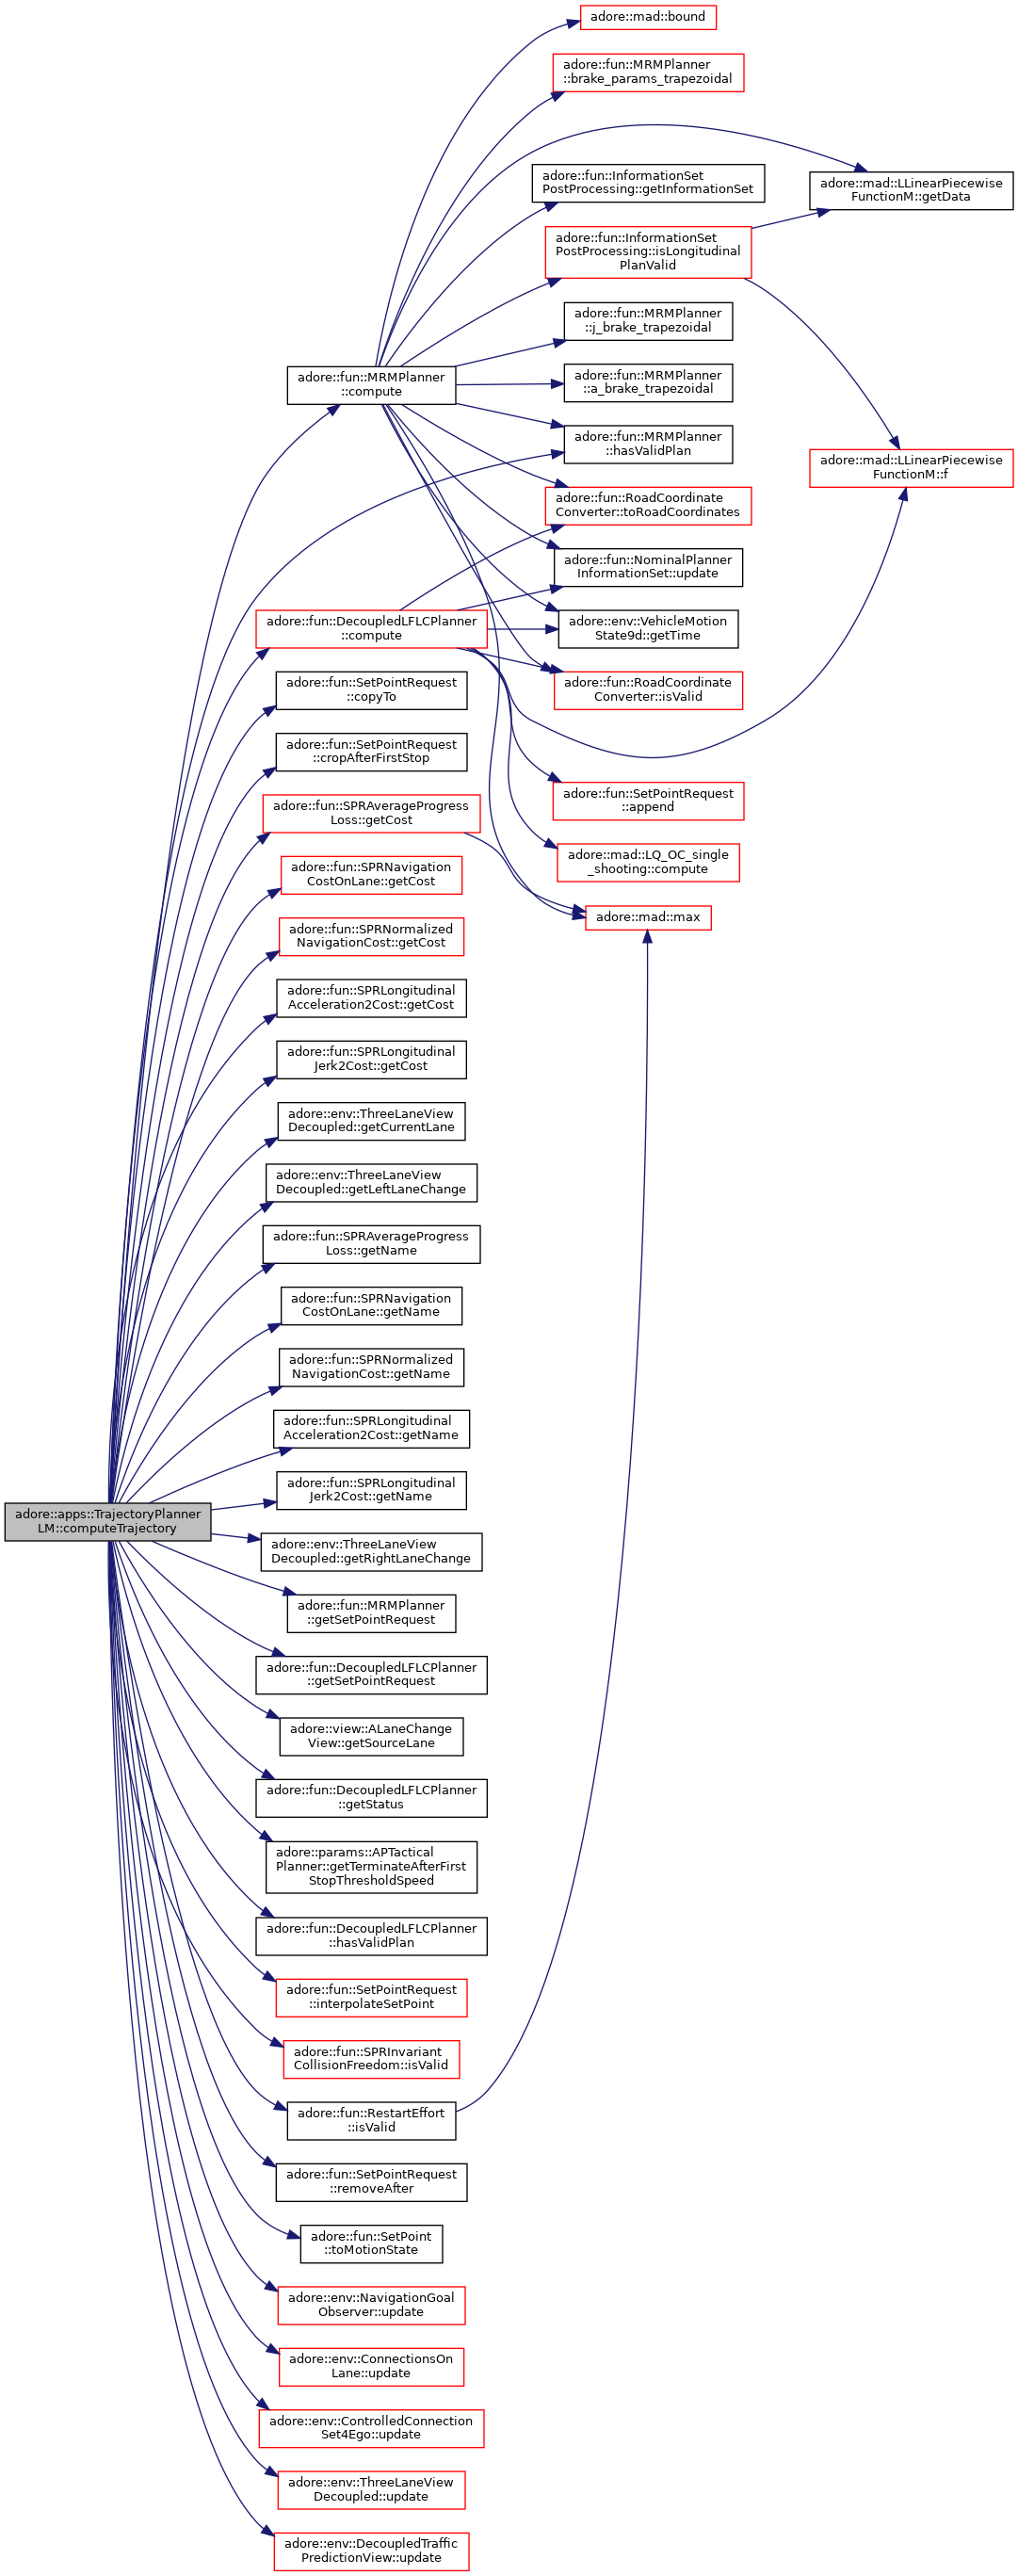 adore::mad::bound
adore::fun::MRMPlanner
::brake_params_trapezoidal
adore::fun::InformationSet
PostProcessing::getInformationSet
adore::mad::LLinearPiecewise
FunctionM::getData
adore::fun::InformationSet
PostProcessing::isLongitudinal
PlanValid
adore::fun::MRMPlanner
::j_brake_trapezoidal
adore::fun::MRMPlanner
::compute
adore::fun::MRMPlanner
::a_brake_trapezoidal
adore::fun::MRMPlanner
::hasValidPlan
adore::mad::LLinearPiecewise
FunctionM::f
adore::fun::RoadCoordinate
Converter::toRoadCoordinates
adore::fun::NominalPlanner
InformationSet::update
adore::fun::DecoupledLFLCPlanner
::compute
adore::env::VehicleMotion
State9d::getTime
adore::fun::SetPointRequest
::copyTo
adore::fun::RoadCoordinate
Converter::isValid
adore::fun::SetPointRequest
::cropAfterFirstStop
adore::fun::SPRAverageProgress
Loss::getCost
adore::fun::SetPointRequest
::append
adore::fun::SPRNavigation
CostOnLane::getCost
adore::mad::LQ_OC_single
_shooting::compute
adore::fun::SPRNormalized
NavigationCost::getCost
adore::mad::max
adore::fun::SPRLongitudinal
Acceleration2Cost::getCost
adore::fun::SPRLongitudinal
Jerk2Cost::getCost
adore::env::ThreeLaneView
Decoupled::getCurrentLane
adore::env::ThreeLaneView
Decoupled::getLeftLaneChange
adore::fun::SPRAverageProgress
Loss::getName
adore::fun::SPRNavigation
CostOnLane::getName
adore::fun::SPRNormalized
NavigationCost::getName
adore::fun::SPRLongitudinal
Acceleration2Cost::getName
adore::fun::SPRLongitudinal
Jerk2Cost::getName
adore::apps::TrajectoryPlanner
LM::computeTrajectory
adore::env::ThreeLaneView
Decoupled::getRightLaneChange
adore::fun::MRMPlanner
::getSetPointRequest
adore::fun::DecoupledLFLCPlanner
::getSetPointRequest
adore::view::ALaneChange
View::getSourceLane
adore::fun::DecoupledLFLCPlanner
::getStatus
adore::params::APTactical
Planner::getTerminateAfterFirst
StopThresholdSpeed
adore::fun::DecoupledLFLCPlanner
::hasValidPlan
adore::fun::SetPointRequest
::interpolateSetPoint
adore::fun::SPRInvariant
CollisionFreedom::isValid
adore::fun::RestartEffort
::isValid
adore::fun::SetPointRequest
::removeAfter
adore::fun::SetPoint
::toMotionState
adore::env::NavigationGoal
Observer::update
adore::env::ConnectionsOn
Lane::update
adore::env::ControlledConnection
Set4Ego::update
adore::env::ThreeLaneView
Decoupled::update
adore::env::DecoupledTraffic
PredictionView::update